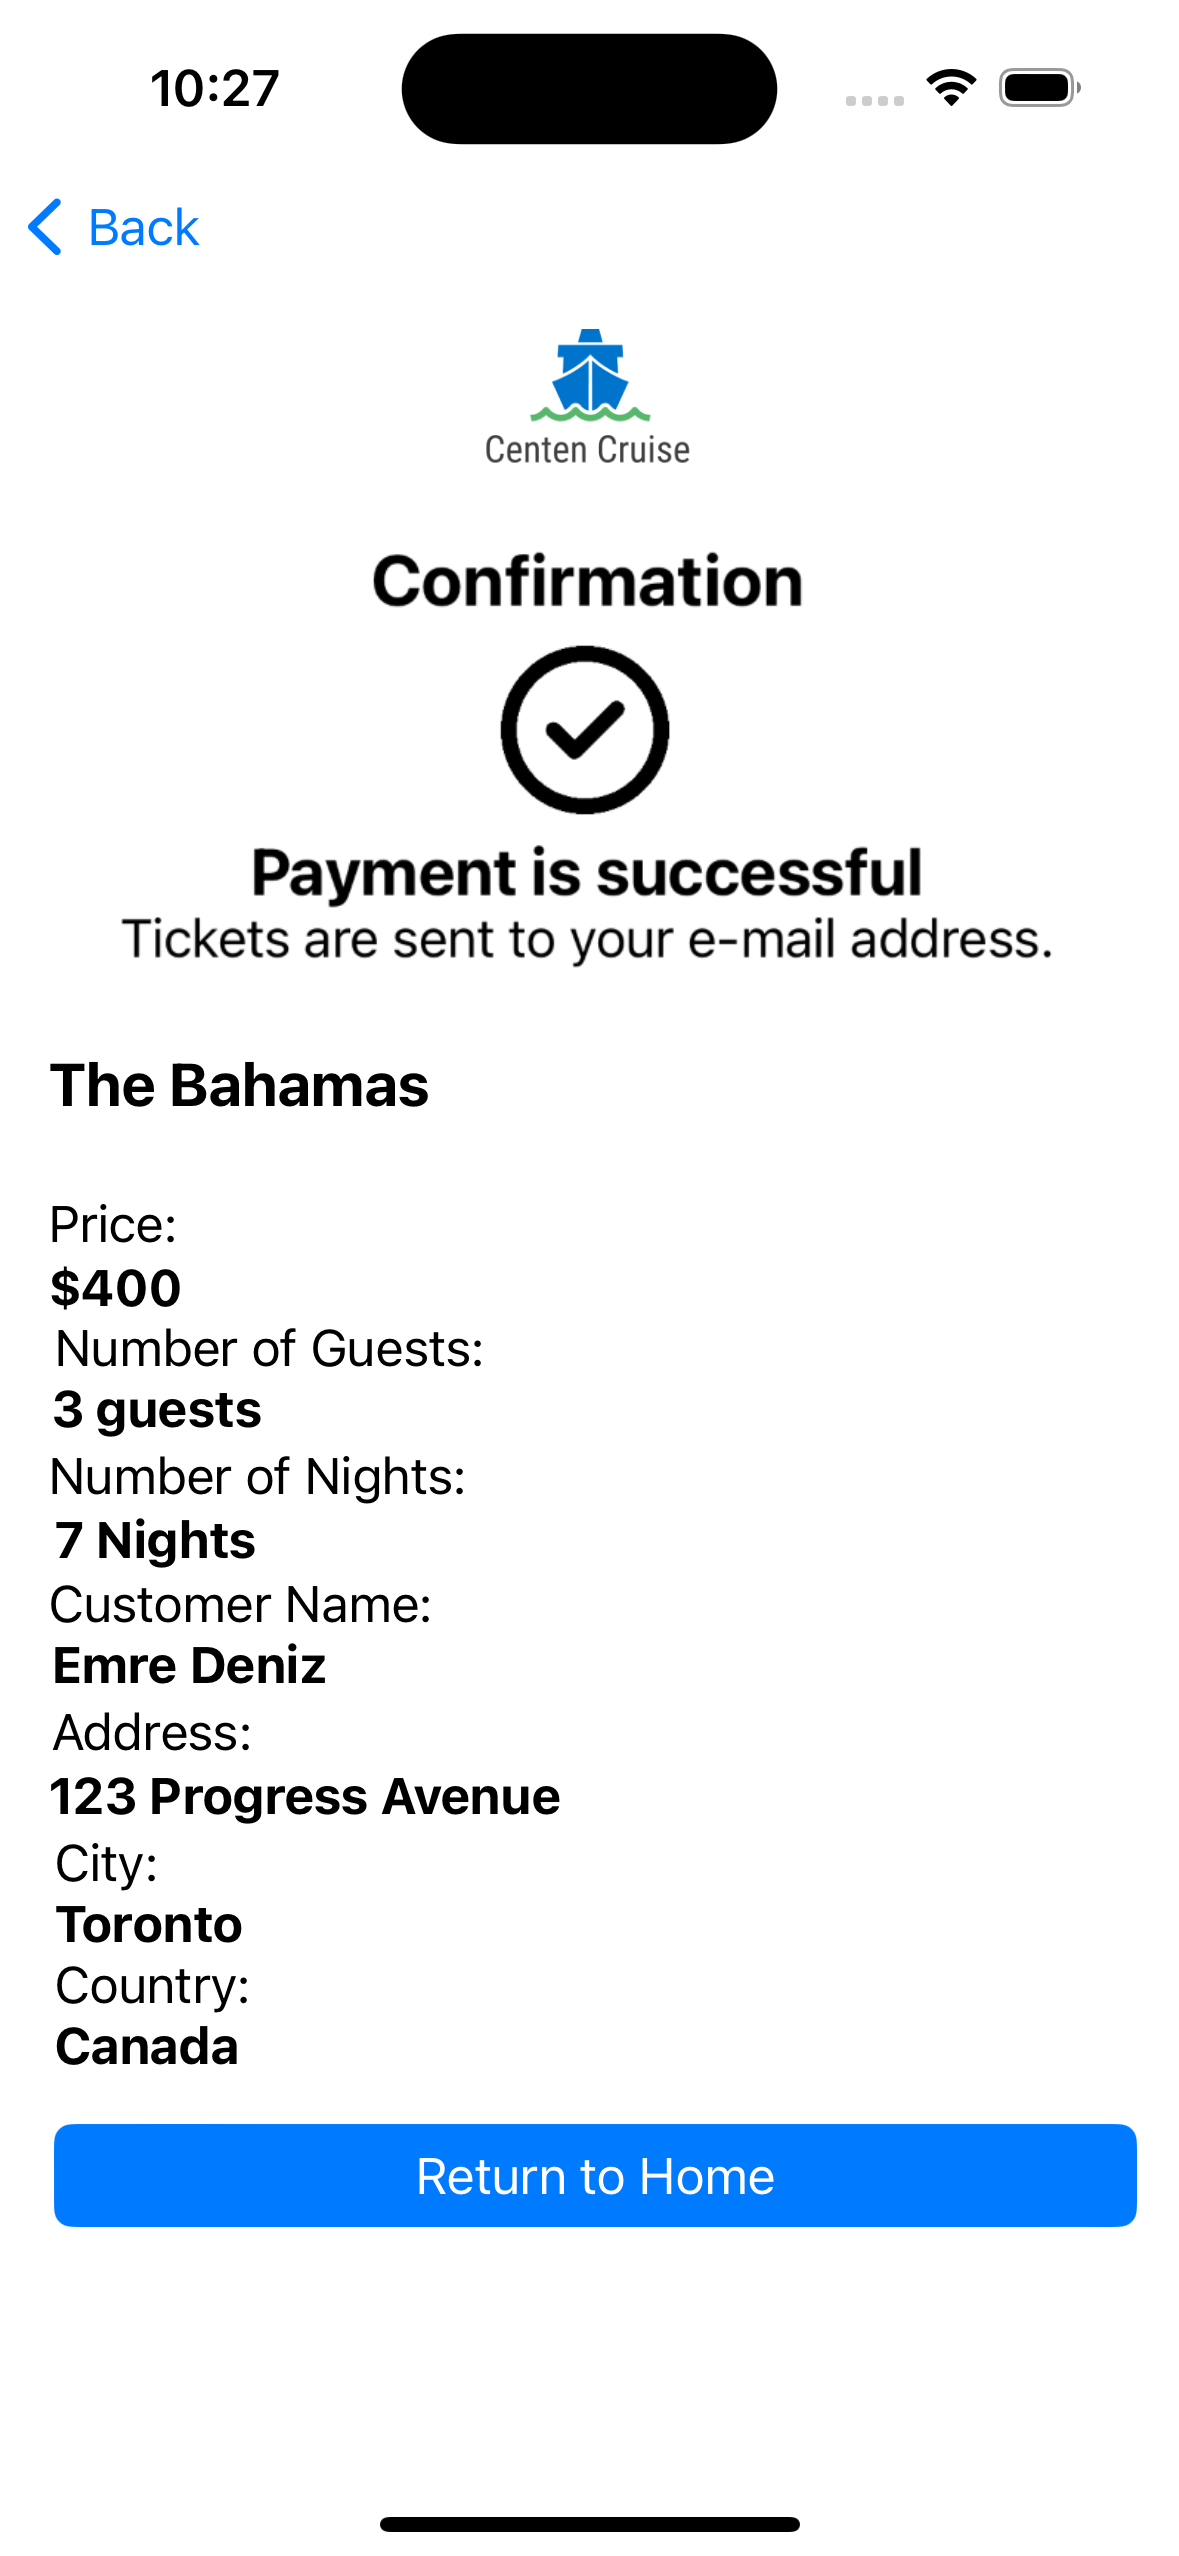 10:27
Back
Centen Cruise
Confirmation
Payment is successful
Tickets are sent to your e-mail address.
The Bahamas
Price:
$400
Number of Guests:
3 guests
Number of Nights:
7 Nights
Customer Name:
Emre Deniz
Address:
123 Progress Avenue
City:
Toronto
Country:
Canada
Return to Home